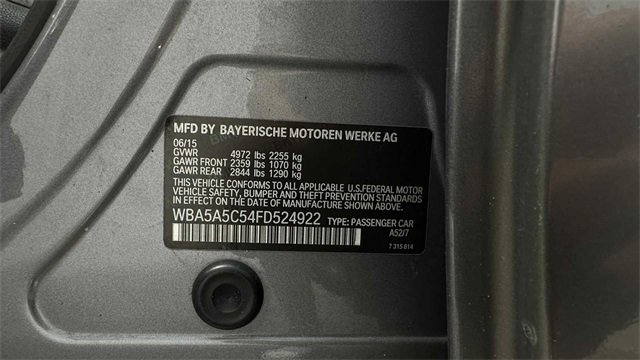 MFD BY BAYERISCHE MOTOREN WERKE AG
06/15
GVWR 4972 lbs 2255 kg
GAWR FRONT 2359 lbs 1070 kg
GAWR REAR 2844 lbs 1290 kg
THIS VEHICLE CONFORMS TO ALL APPLICABLE U.S.FEDERAL MOTOR
VEHICLE SAFETY, BUMPER AND THEFT PREVENTION STANDARDS
IN EFFECT ON THE DATE OF MANUFACTURE SHOWN ABOVE.
WBA5A5C54FD524922 TYPE: PASSENGER CAR
A52/7
7 315 814